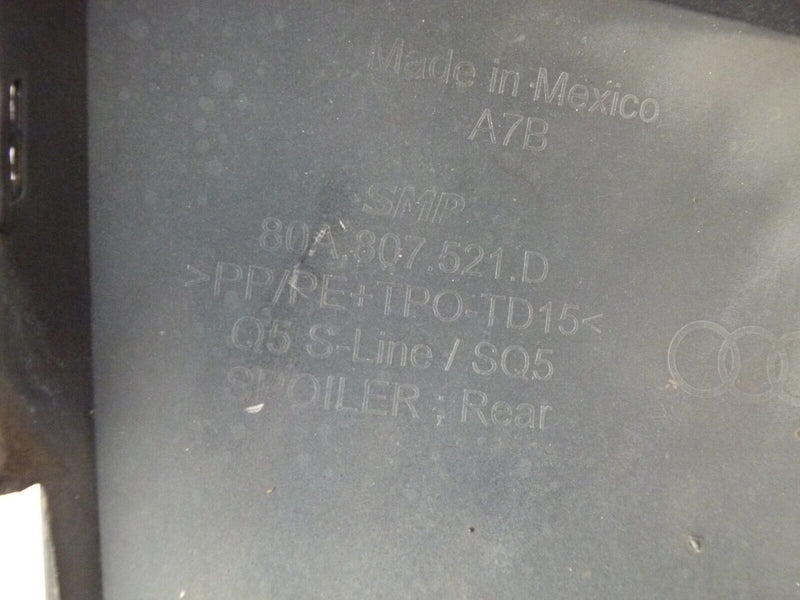 Made in Mexico
A7B
SMP
80A.807.521.D
>PP/PE+TPO-TD15<
Q5 S-Line / SQ5
SPOILER ; Rear